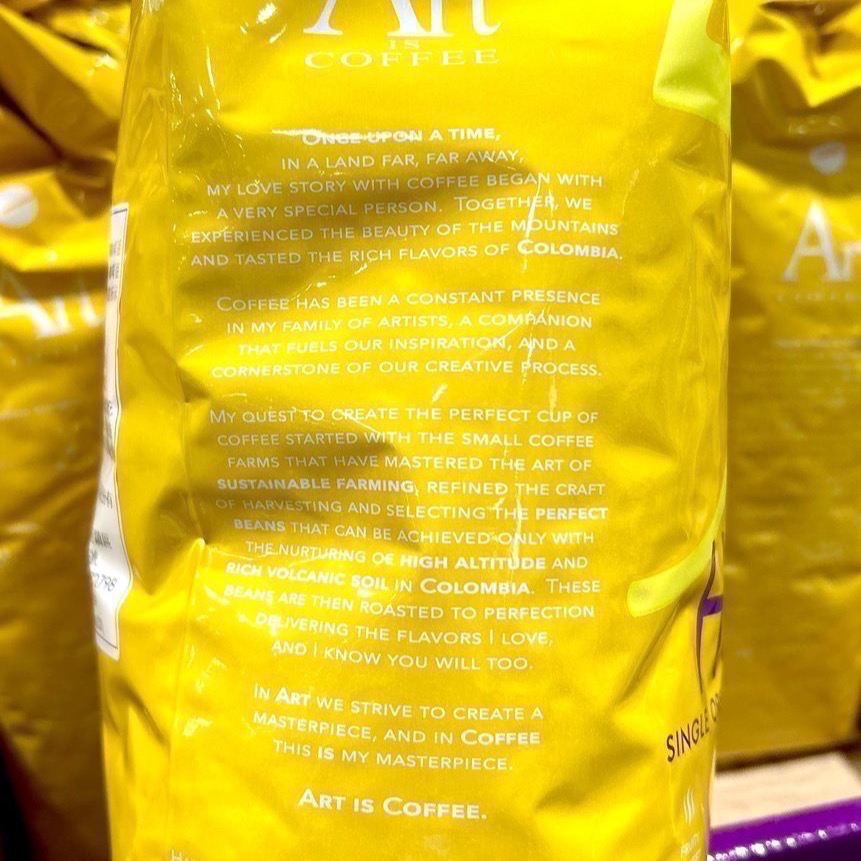 Art
IS
COFFEE
ONCE UPON A TIME,
IN A LAND FAR, FAR AWAY,
MY LOVE STORY WITH COFFEE BEGAN WITH
A VERY SPECIAL PERSON. TOGETHER, WE
EXPERIENCED THE BEAUTY OF THE MOUNTAINS
AND TASTED THE RICH FLAVORS OF COLOMBIA.
COFFEE HAS BEEN A CONSTANT PRESENCE
IN MY FAMILY OF ARTISTS, A COMPANION
THAT FUELS OUR INSPIRATION, AND A
CORNERSTONE OF OUR CREATIVE PROCESS.
MY QUEST TO CREATE THE PERFECT CUP OF
COFFEE STARTED WITH THE SMALL COFFEE
FARMS THAT HAVE MASTERED THE ART OF
SUSTAINABLE FARMING, REFINED THE CRAFT
OF HARVESTING AND SELECTING THE PERFECT
BEANS THAT CAN BE ACHIEVED ONLY WITH
THE NURTURING OF HIGH ALTITUDE AND
RICH VOLCANIC SOIL IN COLOMBIA. THESE
BEANS ARE THEN ROASTED TO PERFECTION
DELIVERING THE FLAVORS I LOVE,
AND I KNOW YOU WILL TOO.
IN ART WE STRIVE TO CREATE A
MASTERPIECE, AND IN COFFEE
THIS IS MY MASTERPIECE.
ART IS COFFEE.
SINGLE
Art